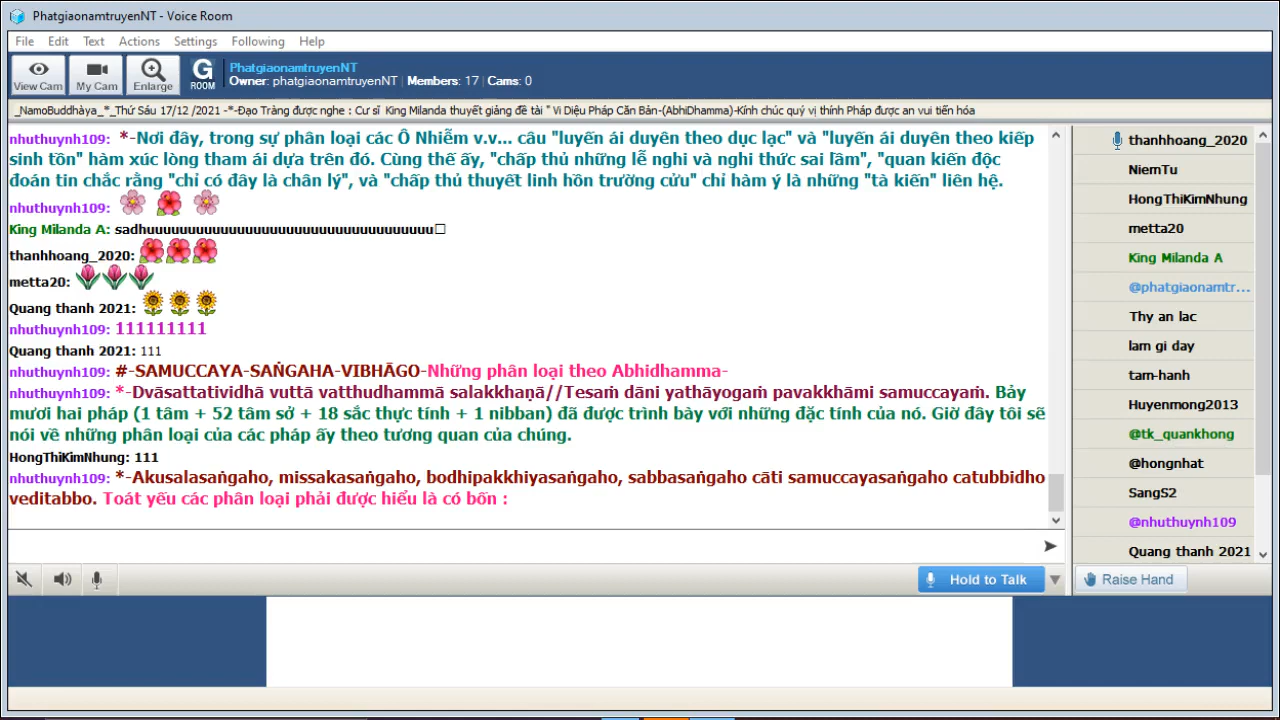 PhatgiaonamtruyenNT - Voice Room
File Edit Text Actions Settings Following Help
View Cam My Cam Enlarge G ROOM
PhatgiaonamtruyenNT
Owner: phatgiaonamtruyenNT | Members: 17 | Cams: 0
_NamoBuddhàya_*_Thứ Sáu 17/12 /2021 -*-Đạo Tràng được nghe : Cư sĩ King Milanda thuyết giảng đề tài " Vi Diệu Pháp Căn Bản-(AbhiDhamma)-Kính chúc quý vị thính Pháp được an vui tiến hóa
nhuthuynh109: *-Nơi đây, trong sự phân loại các Ô Nhiễm v.v... câu "luyến ái duyên theo dục lạc" và "luyến ái duyên theo kiếp
sinh tồn" hàm xúc lòng tham ái dựa trên đó. Cùng thế ấy, "chấp thủ những lễ nghi và nghi thức sai lầm", "quan kiến độc
đoán tin chắc rằng "chỉ có đây là chân lý", và "chấp thủ thuyết linh hồn trường cửu" chỉ hàm ý là những "tà kiến" liên hệ.
nhuthuynh109:
King Milanda A: sadhuuuuuuuuuuuuuuuuuuuuuuuuuuuuuuuuuuu
thanhhoang_2020:
metta20:
Quang thanh 2021:
nhuthuynh109: 111111111
Quang thanh 2021: 111
nhuthuynh109: #-SAMUCCAYA-SAṄGAHA-VIBHĀGO-Những phân loại theo Abhidhamma-
nhuthuynh109: *-Dvāsattatividhā vuttā vatthudhammā salakkhaṇā//Tesaṁ dāni yathāyogaṁ pavakkhāmi samuccayaṁ. Bảy
mươi hai pháp (1 tâm + 52 tâm sở + 18 sắc thực tính + 1 nibban) đã được trình bày với những đặc tính của nó. Giờ đây tôi sẽ
nói về những phân loại của các pháp ấy theo tương quan của chúng.
HongThiKimNhung: 111
nhuthuynh109: *-Akusalasaṅgaho, missakasaṅgaho, bodhipakkhiyasaṅgaho, sabbasaṅgaho cāti samuccayasaṅgaho catubbidho
veditabbo. Toát yếu các phân loại phải được hiểu là có bốn :
thanhhoang_2020
NiemTu
HongThiKimNhung
metta20
King Milanda A
@phatgiaonamtr...
Thy an lac
lam gi day
tam-hanh
Huyenmong2013
@tk_quankhong
@hongnhat
SangS2
@nhuthuynh109
Quang thanh 2021
Hold to Talk
Raise Hand